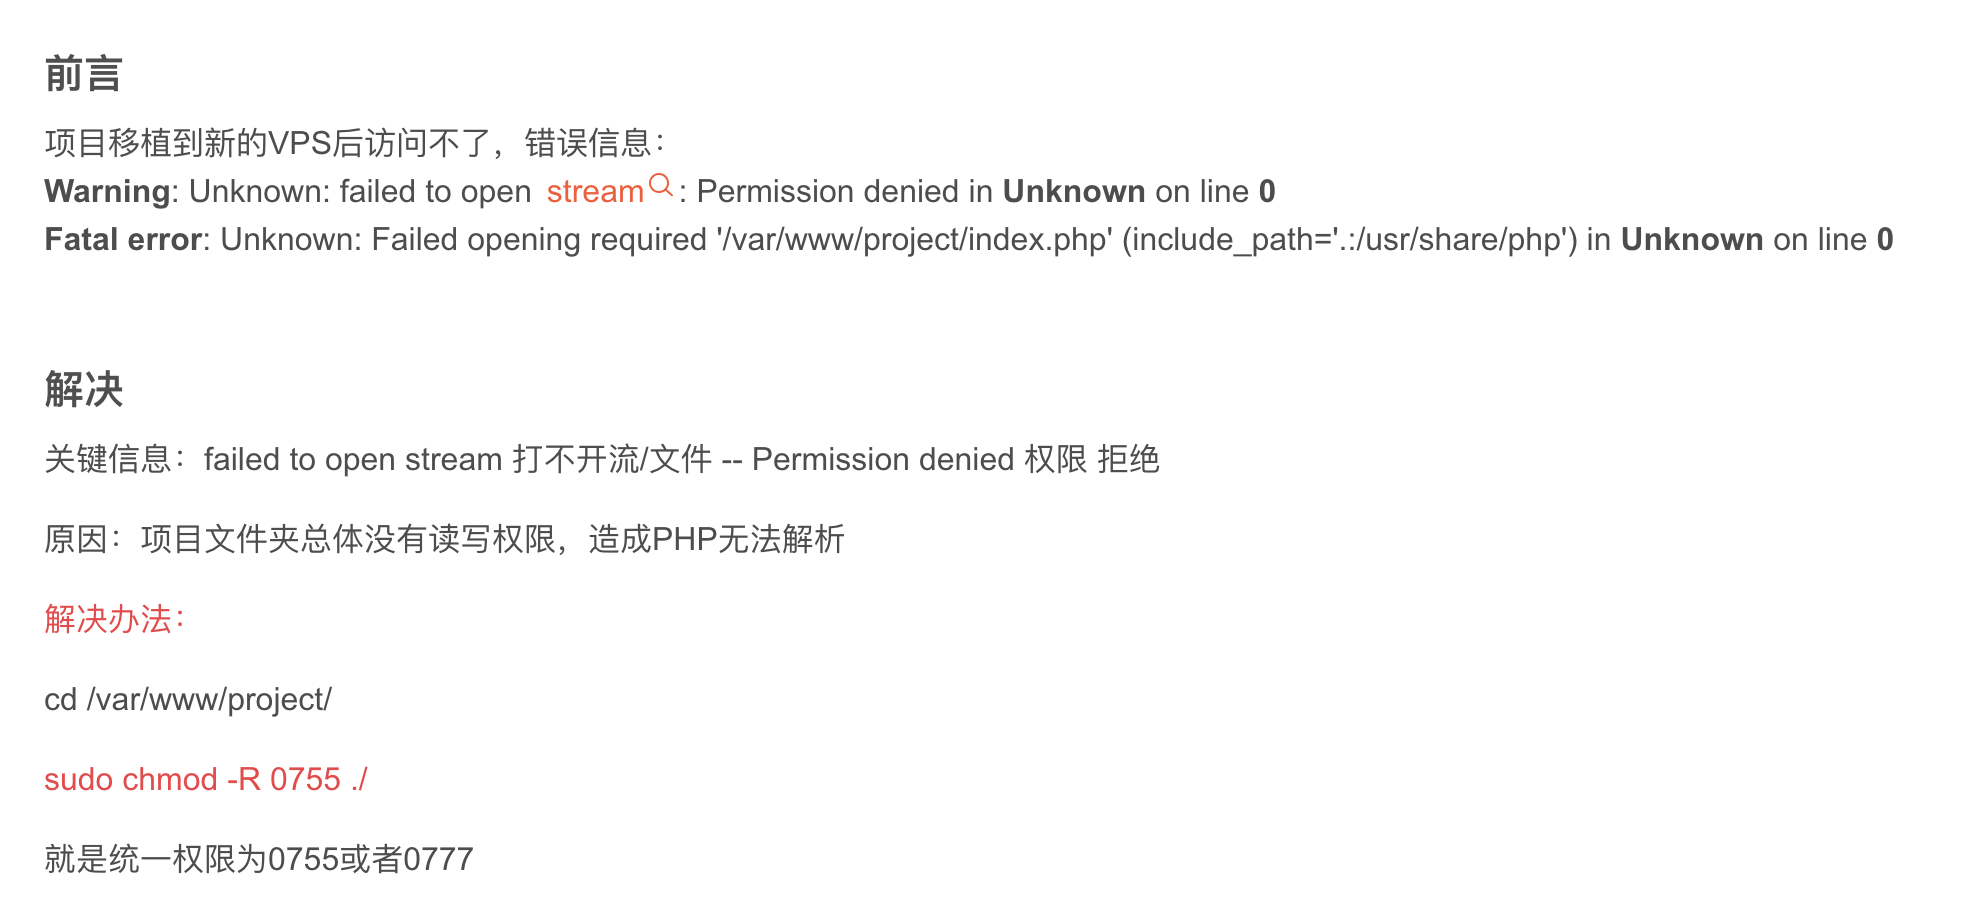 前言
项目移植到新的VPS后访问不了，错误信息：
Warning: Unknown: failed to open stream: Permission denied in Unknown on line 0
Fatal error: Unknown: Failed opening required '/var/www/project/index.php' (include_path='.:/usr/share/php') in Unknown on line 0
解决
关键信息：failed to open stream 打不开流/文件 -- Permission denied 权限 拒绝
原因：项目文件夹总体没有读写权限，造成PHP无法解析
解决办法：
cd /var/www/project/
sudo chmod -R 0755 ./
就是统一权限为0755或者0777